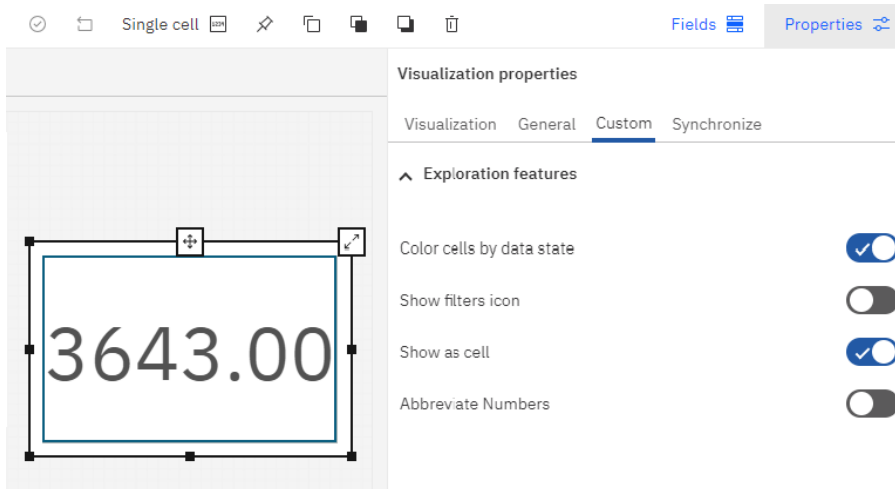 Single cell
Fields
Properties
Visualization properties
Visualization General Custom Synchronize
Exploration features
Color cells by data state
Show filters icon
Show as cell
Abbreviate Numbers
3643.00